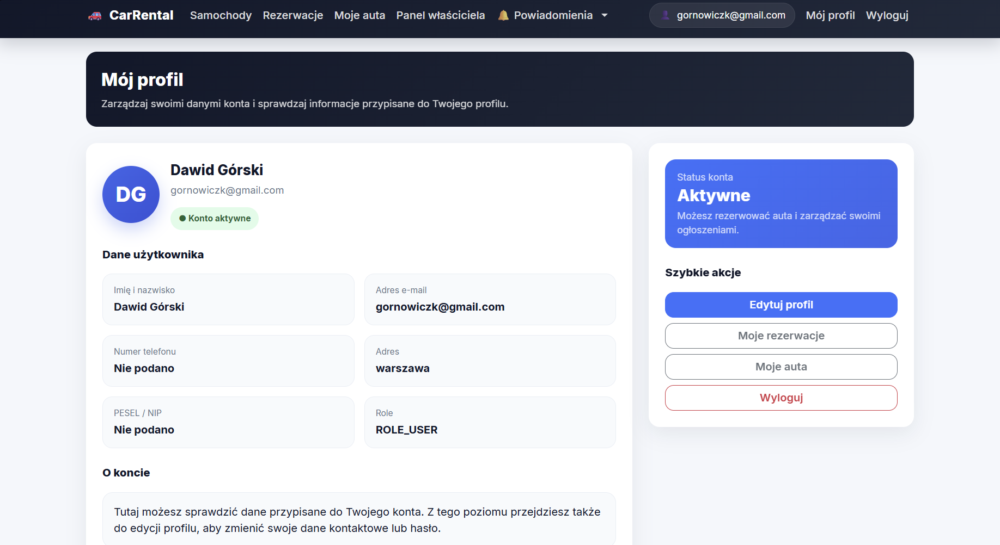 CarRental
Samochody
Rezerwacje
Moje auta
Panel właściciela
Powiadomienia
gornowiczk@gmail.com
Mój profil
Wyloguj
Mój profil
Zarządzaj swoimi danymi konta i sprawdzaj informacje przypisane do Twojego profilu.
DG
Dawid Górski
gornowiczk@gmail.com
Konto aktywne
Dane użytkownika
Imię i nazwisko
Dawid Górski
Adres e-mail
gornowiczk@gmail.com
Numer telefonu
Nie podano
Adres
warszawa
PESEL / NIP
Nie podano
Role
ROLE_USER
O koncie
Tutaj możesz sprawdzić dane przypisane do Twojego konta. Z tego poziomu przejdziesz także
do edycji profilu, aby zmienić swoje dane kontaktowe lub hasło.
Status konta
Aktywne
Możesz rezerwować auta i zarządzać swoimi
ogłoszeniami.
Szybkie akcje
Edytuj profil
Moje rezerwacje
Moje auta
Wyloguj